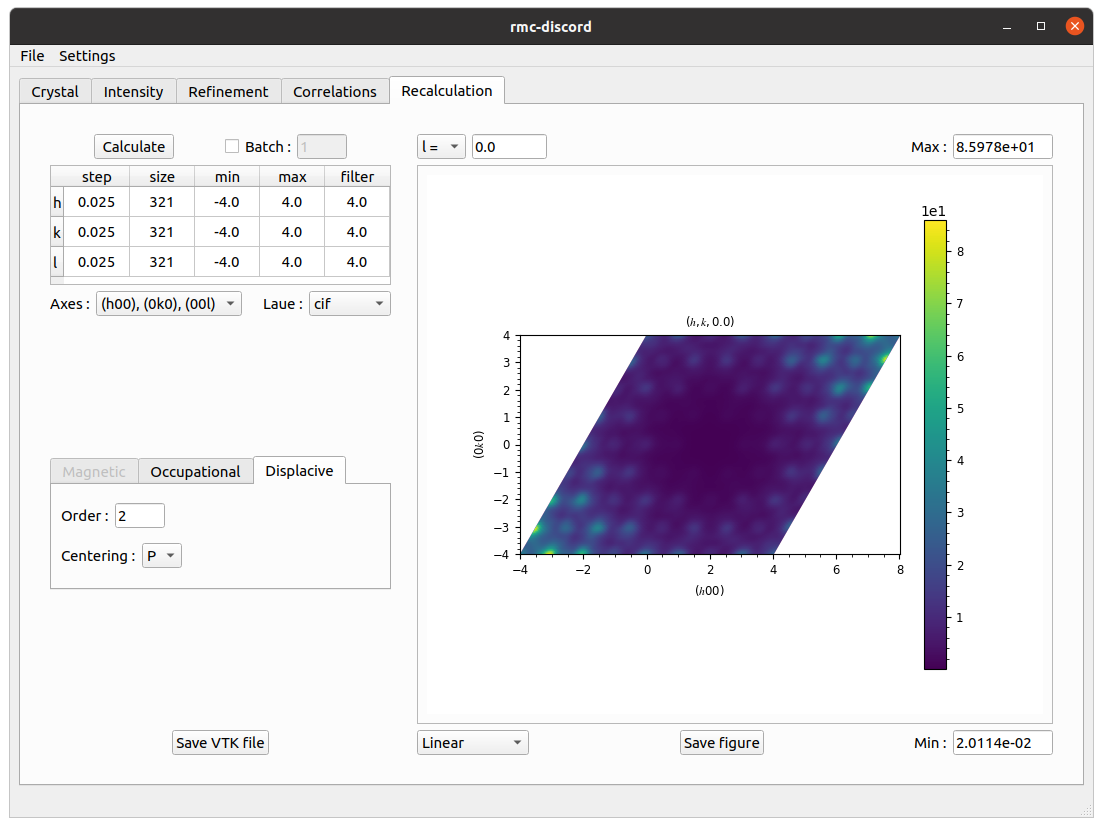 rmc-discord
File Settings
Crystal Intensity Refinement Correlations Recalculation
Calculate Batch : 1 l = 0.0 Max : 8.5978e+01
step size min max filter
h 0.025 321 -4.0 4.0 4.0
k 0.025 321 -4.0 4.0 4.0
l 0.025 321 -4.0 4.0 4.0
Axes : (h00), (0k0), (00l) Laue : cif
Magnetic Occupational Displacive
Order : 2
Centering : P
Save VTK file
(h, k, 0.0)
4
3
2
1
0
−1
−2
−3
−4
(0k0)
−4 −2 0 2 4 6 8
(h00)
1e1
8
7
6
5
4
3
2
1
Linear Save figure Min : 2.0114e-02